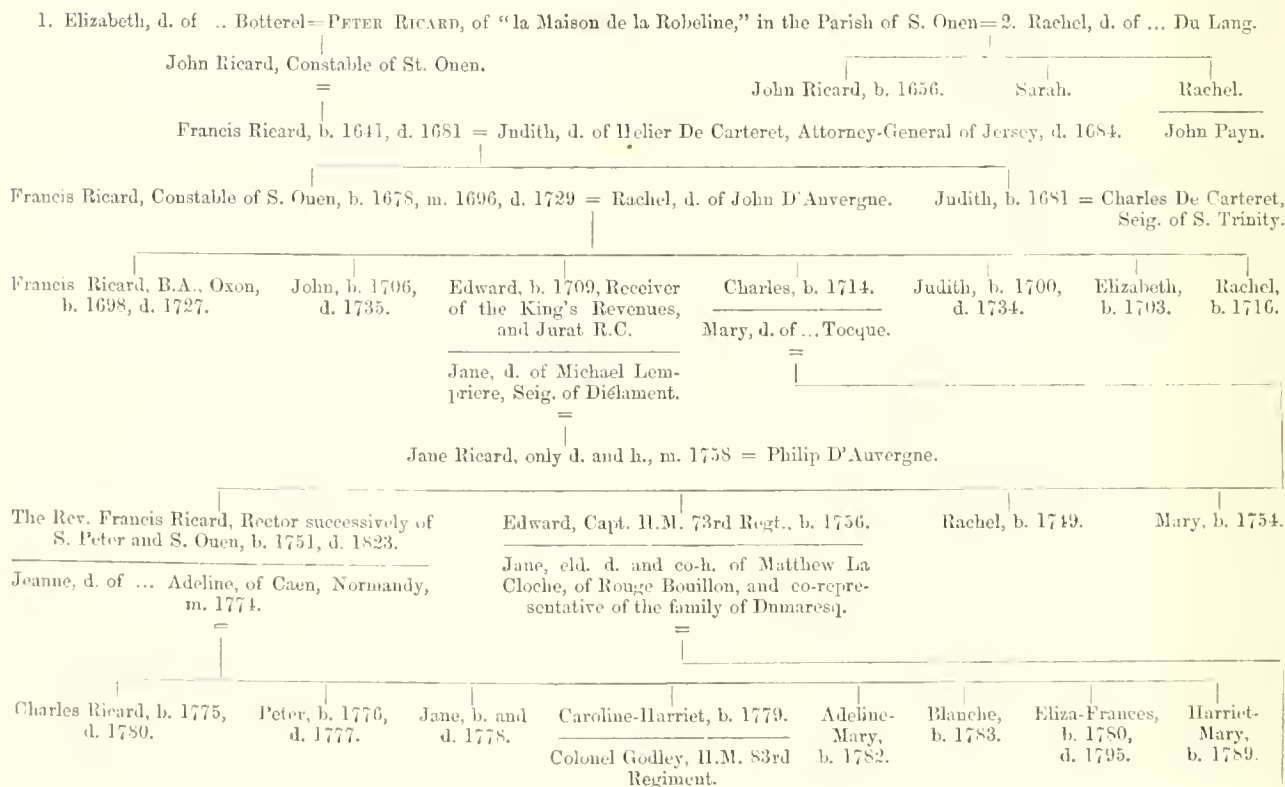 1. Elizabeth, d. of .. Botterel = PETER RICARD, of “la Maison de la Robeline,” in the Parish of S. Ouen = 2. Rachel, d. of ... Du Lang.
John Ricard, Constable of St. Ouen.
=
John Ricard, b. 1656. Sarah. Rachel.
John Payn.
Francis Ricard, b. 1641, d. 1681 = Judith, d. of Helier De Carteret, Attorney-General of Jersey, d. 1684.
Francis Ricard, Constable of S. Ouen, b. 1678, m. 1696, d. 1729 = Rachel, d. of John D'Auvergne. Judith, b. 1681 = Charles De Carteret,
Seig. of S. Trinity.
Francis Ricard, B.A., Oxon,
b. 1698, d. 1727.
John, b. 1706,
d. 1735.
Edward, b. 1709, Receiver
of the King's Revenues,
and Jurat R.C.
Jane, d. of Michael Lem-
priere, Seig. of Diélament.
=
Charles, b. 1714.
Mary, d. of ... Tocque.
=
Judith, b. 1700,
d. 1734.
Elizabeth,
b. 1703.
Rachel,
b. 1716.
Jane Ricard, only d. and h., m. 1758 = Philip D'Auvergne.
The Rev. Francis Ricard, Rector successively of
S. Peter and S. Ouen, b. 1751, d. 1823.
Jeanne, d. of ... Adeline, of Caen, Normandy,
m. 1774.
=
Edward, Capt. H.M. 73rd Regt., b. 1756.
Jane, eld. d. and co-h. of Matthew La
Cloche, of Rouge Bouillon, and co-repre-
sentative of the family of Dumaresq.
=
Rachel, b. 1749.
Mary, b. 1754.
Charles Ricard, b. 1775,
d. 1780.
Peter, b. 1776,
d. 1777.
Jane, b. and
d. 1778.
Caroline-Harriet, b. 1779.
Colonel Godley, H.M. 83rd
Regiment.
Adeline-
Mary,
b. 1782.
Blanche,
b. 1783.
Eliza-Frances,
b. 1780,
d. 1795.
Harriet-
Mary,
b. 1789.